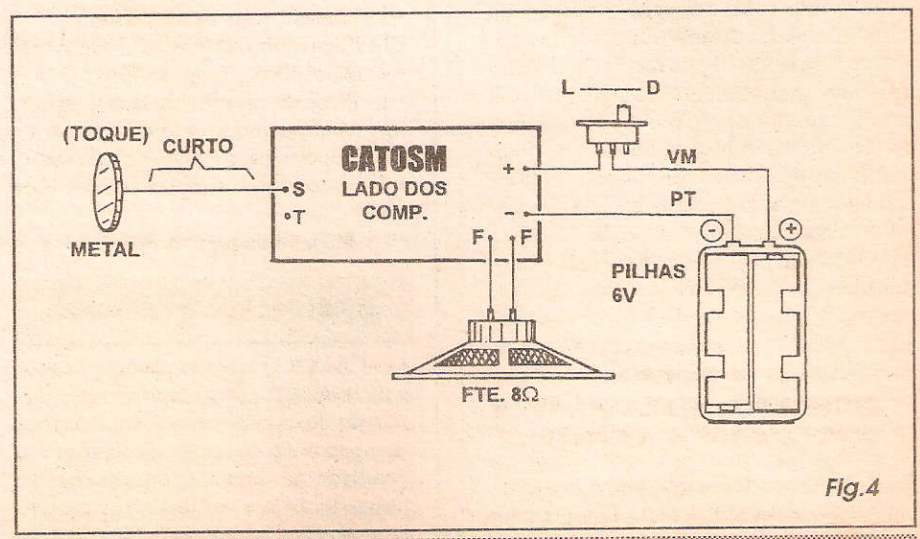 L D
(TOQUE)
CURTO
METAL
S
T
CATOSM
LADO DOS
COMP.
+
-
F F
VM
PT
- +
PILHAS
6V
FTE. 8Ω
Fig.4